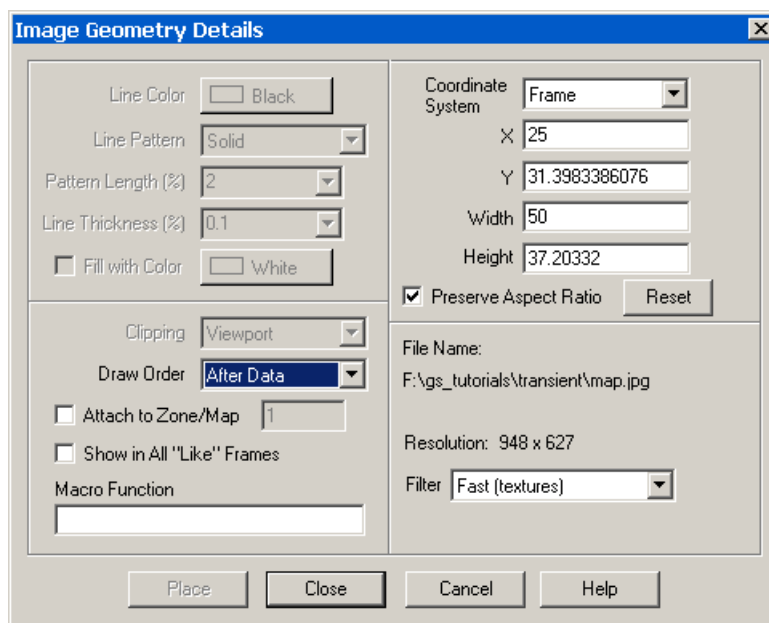 Image Geometry Details
Line Color Black
Line Pattern Solid
Pattern Length (%) 2
Line Thickness (%) 0.1
Fill with Color White
Clipping Viewport
Draw Order After Data
Attach to Zone/Map 1
Show in All "Like" Frames
Macro Function
Coordinate
System
Frame
X 25
Y 31.3983386076
Width 50
Height 37.20332
Preserve Aspect Ratio Reset
File Name:
F:\gs_tutorials\transient\map.jpg
Resolution: 948 x 627
Filter Fast (textures)
Place Close Cancel Help